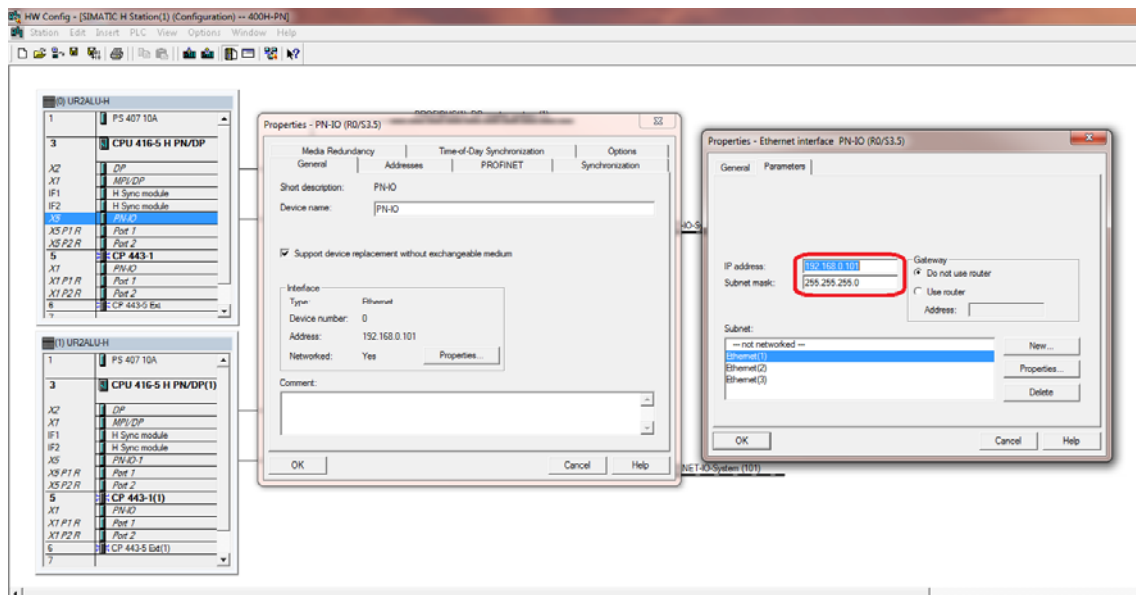 HW Config - [SIMATIC H Station(1) (Configuration) -- 400H-PN]
Station Edit Insert PLC View Options Window Help
(0) UR2ALU-H
1 PS 407 10A
3 CPU 416-5 H PN/DP
X2 DP
X1 MPI/DP
IF1 H Sync module
IF2 H Sync module
X5 PN-IO
X5 P1 R Port 1
X5 P2 R Port 2
5 CP 443-1
X1 PN-IO
X1 P1 R Port 1
X1 P2 R Port 2
6 CP 443-5 Ext
7
(1) UR2ALU-H
1 PS 407 10A
3 CPU 416-5 H PN/DP(1)
X2 DP
X1 MPI/DP
IF1 H Sync module
IF2 H Sync module
X5 PN-IO-1
X5 P1 R Port 1
X5 P2 R Port 2
5 CP 443-1(1)
X1 PN-IO
X1 P1 R Port 1
X1 P2 R Port 2
6 CP 443-5 Ext(1)
7
Properties - PN-IO (R0/S3.5)
Media Redundancy Time-of-Day Synchronization Options
General Addresses PROFINET Synchronization
Short description: PN-IO
Device name: PN-IO
Support device replacement without exchangeable medium
Interface
Type: Ethernet
Device number: 0
Address: 192.168.0.101
Networked: Yes Properties...
Comment:
OK Cancel Help
-IO-S
NET-IO-System (101)
Properties - Ethernet interface PN-IO (R0/S3.5)
General Parameters
IP address: 192.168.0.101
Subnet mask: 255.255.255.0
Gateway
Do not use router
Use router
Address:
Subnet:
--- not networked ---
Ethernet(1)
Ethernet(2)
Ethernet(3)
New...
Properties...
Delete
OK Cancel Help